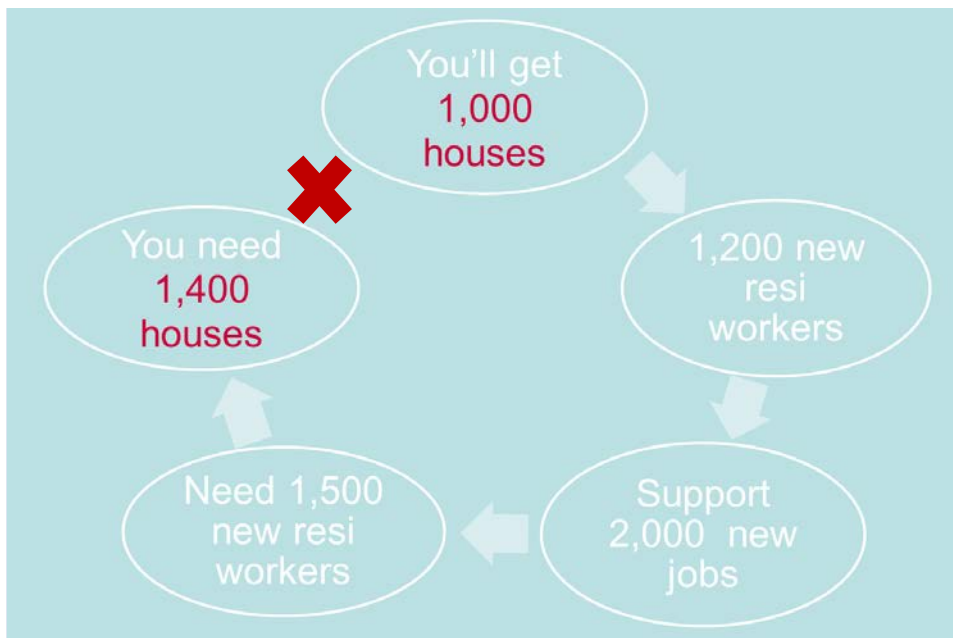 You'll get
1,000
houses
1,200 new
resi
workers
Support
2,000 new
jobs
Need 1,500
new resi
workers
You need
1,400
houses